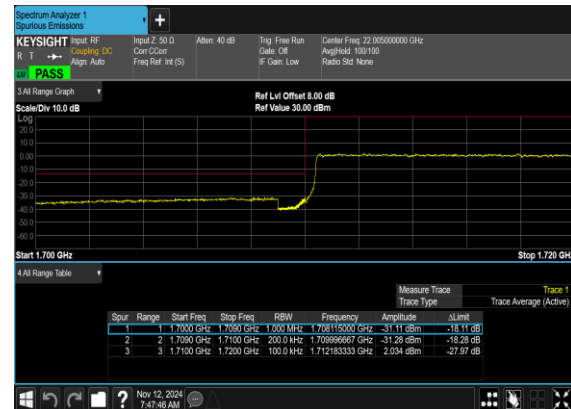 Spectrum Analyzer 1
Spurious Emissions
+
KEYSIGHT Input: RF Input Z: 50 Ω Atten: 40 dB Trig: Free Run Center Freq: 22.005000000 GHz
R T Coupling: DC Corr CCorr Gate: Off Avg|Hold: 100/100
Align: Auto Freq Ref: Int (S) IF Gain: Low Radio Std: None
PASS
3 All Range Graph
Ref Lvl Offset 8.00 dB
Scale/Div 10.0 dB Ref Value 30.00 dBm
Log
20.0
10.0
0.00
-10.0
-20.0
-30.0
-40.0
-50.0
-60.0
Start 1.700 GHz Stop 1.720 GH
4 All Range Table
Measure Trace Trace 1
Trace Type Trace Average (Active)
Spur Range Start Freq Stop Freq RBW Frequency Amplitude ΔLimit
1 1 1.7000 GHz 1.7090 GHz 1.000 MHz 1.708115000 GHz -31.11 dBm -18.11 dB
2 2 1.7090 GHz 1.7100 GHz 200.0 kHz 1.709996667 GHz -31.28 dBm -18.28 dB
3 3 1.7100 GHz 1.7200 GHz 100.0 kHz 1.712183333 GHz 2.034 dBm -27.97 dB
? Nov 12, 2024
7:47:46 AM